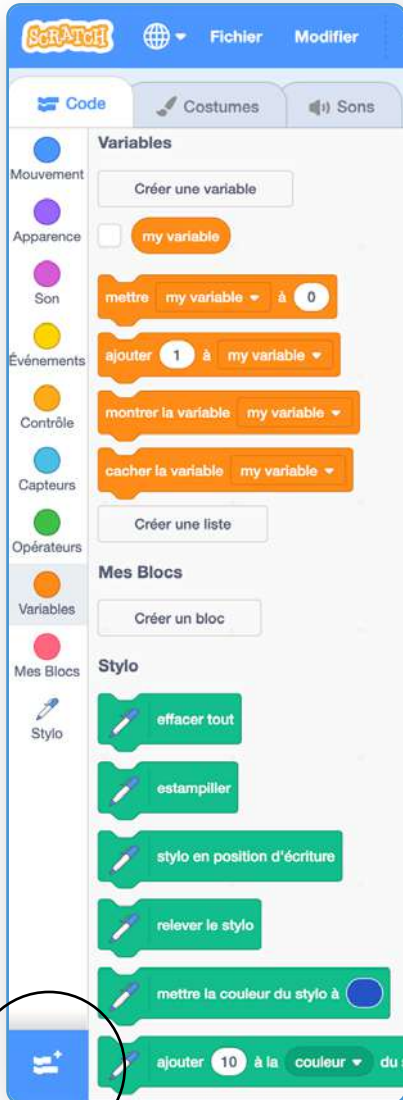 SCRATCH Fichier Modifier
Code Costumes Sons
Mouvement
Apparence
Son
Événements
Contrôle
Capteurs
Opérateurs
Variables
Mes Blocs
Stylo
Variables
Créer une variable
my variable
mettre my variable à 0
ajouter 1 à my variable
montrer la variable my variable
cacher la variable my variable
Créer une liste
Mes Blocs
Créer un bloc
Stylo
effacer tout
estampiller
stylo en position d'écriture
relever le stylo
mettre la couleur du stylo à
ajouter 10 à la couleur du